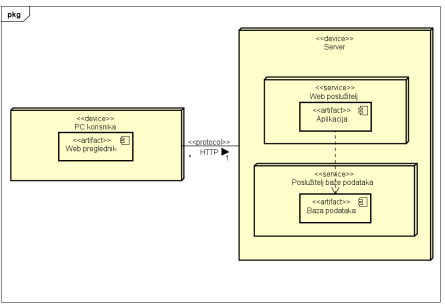 pkg
<<device>>
Server
<<service>>
Web poslužitelj
<<artifact>>
Aplikacija
<<device>>
PC korisnika
<<artifact>>
Web preglednik
<<protocol>>
HTTP
*
1
<<service>>
Poslužitelj baze podataka
<<artifact>>
Baza podataka